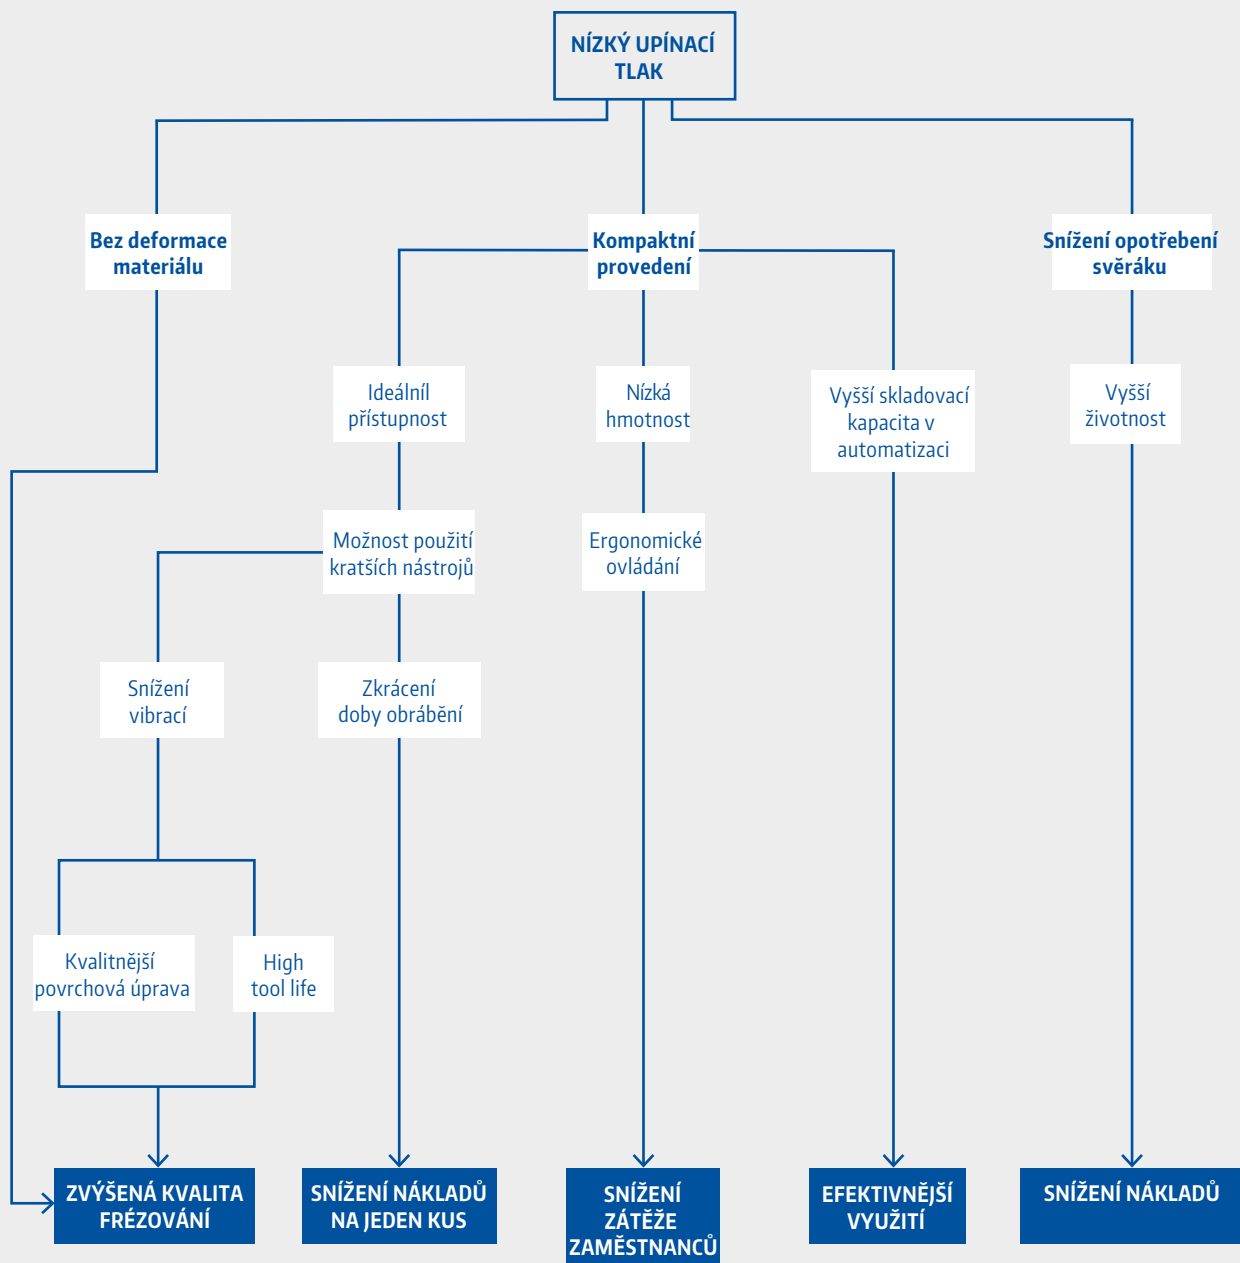 NÍZKÝ UPÍNACÍ
TLAK
Bez deformace
materiálu
Kompaktní
provedení
Snížení opotřebení
svěráku
Ideálníl
přístupnost
Nízká
hmotnost
Vyšší skladovací
kapacita v
automatizaci
Vyšší
životnost
Možnost použití
kratších nástrojů
Ergonomické
ovládání
Snížení
vibrací
Zkrácení
doby obrábění
Kvalitnější
povrchová úprava
High
tool life
ZVÝŠENÁ KVALITA
FRÉZOVÁNÍ
SNÍŽENÍ NÁKLADŮ
NA JEDEN KUS
SNÍŽENÍ
ZÁTĚŽE
ZAMĚSTNANCŮ
EFEKTIVNĚJŠÍ
VYUŽITÍ
SNÍŽENÍ NÁKLADŮ